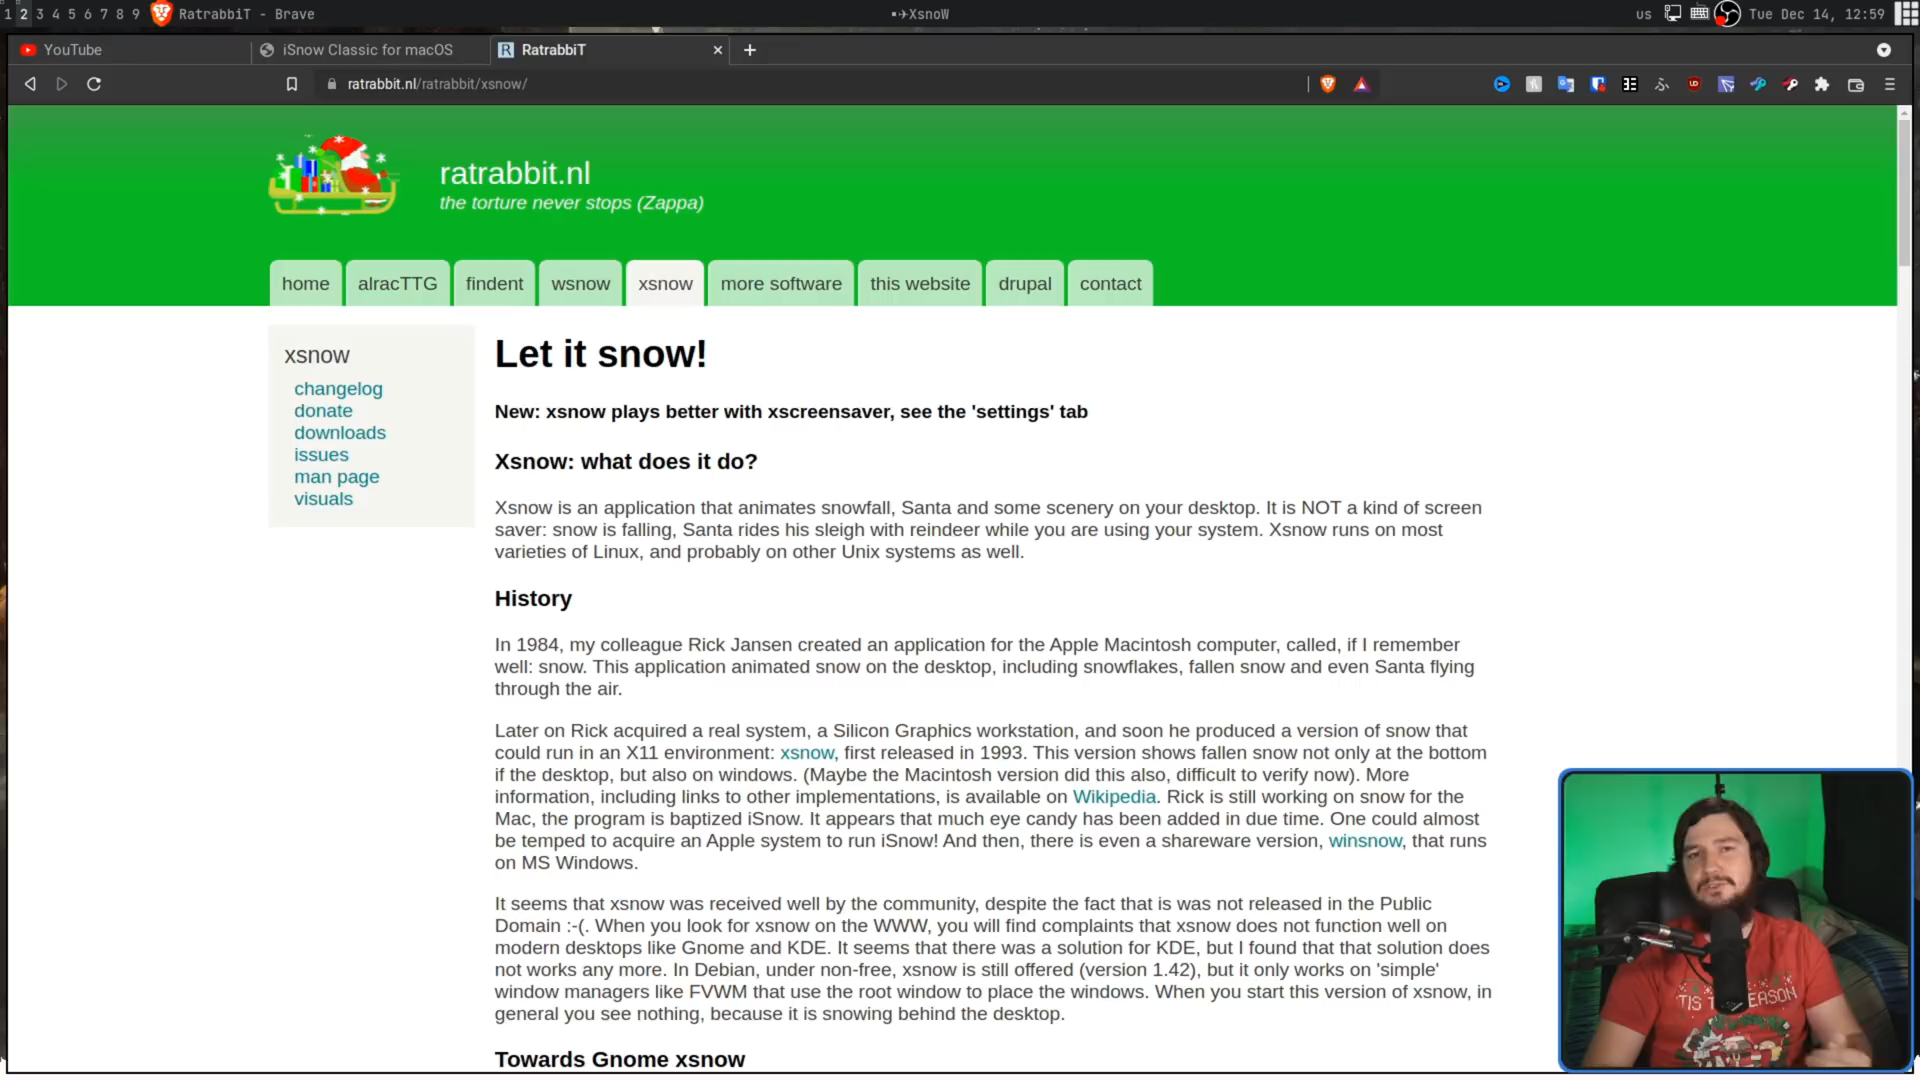 1 2 3 4 5 6 7 8 9 RatrabbiT - Brave
XsnoW
us
Tue Dec 14, 12:59
YouTube
iSnow Classic for macOS
RatrabbiT
ratrabbit.nl/ratrabbit/xsnow/
ratrabbit.nl
the torture never stops (Zappa)
home
alracTTG
findent
wsnow
xsnow
more software
this website
drupal
contact
xsnow
changelog
donate
downloads
issues
man page
visuals
Let it snow!
New: xsnow plays better with xscreensaver, see the 'settings' tab
Xsnow: what does it do?
Xsnow is an application that animates snowfall, Santa and some scenery on your desktop. It is NOT a kind of screen
saver: snow is falling, Santa rides his sleigh with reindeer while you are using your system. Xsnow runs on most
varieties of Linux, and probably on other Unix systems as well.
History
In 1984, my colleague Rick Jansen created an application for the Apple Macintosh computer, called, if I remember
well: snow. This application animated snow on the desktop, including snowflakes, fallen snow and even Santa flying
through the air.
Later on Rick acquired a real system, a Silicon Graphics workstation, and soon he produced a version of snow that
could run in an X11 environment: xsnow, first released in 1993. This version shows fallen snow not only at the bottom
if the desktop, but also on windows. (Maybe the Macintosh version did this also, difficult to verify now). More
information, including links to other implementations, is available on Wikipedia. Rick is still working on snow for the
Mac, the program is baptized iSnow. It appears that much eye candy has been added in due time. One could almost
be temped to acquire an Apple system to run iSnow! And then, there is even a shareware version, winsnow, that runs
on MS Windows.
It seems that xsnow was received well by the community, despite the fact that is was not released in the Public
Domain :-(. When you look for xsnow on the WWW, you will find complaints that xsnow does not function well on
modern desktops like Gnome and KDE. It seems that there was a solution for KDE, but I found that that solution does
not works any more. In Debian, under non-free, xsnow is still offered (version 1.42), but it only works on 'simple'
window managers like FVWM that use the root window to place the windows. When you start this version of xsnow, in
general you see nothing, because it is snowing behind the desktop.
Towards Gnome xsnow